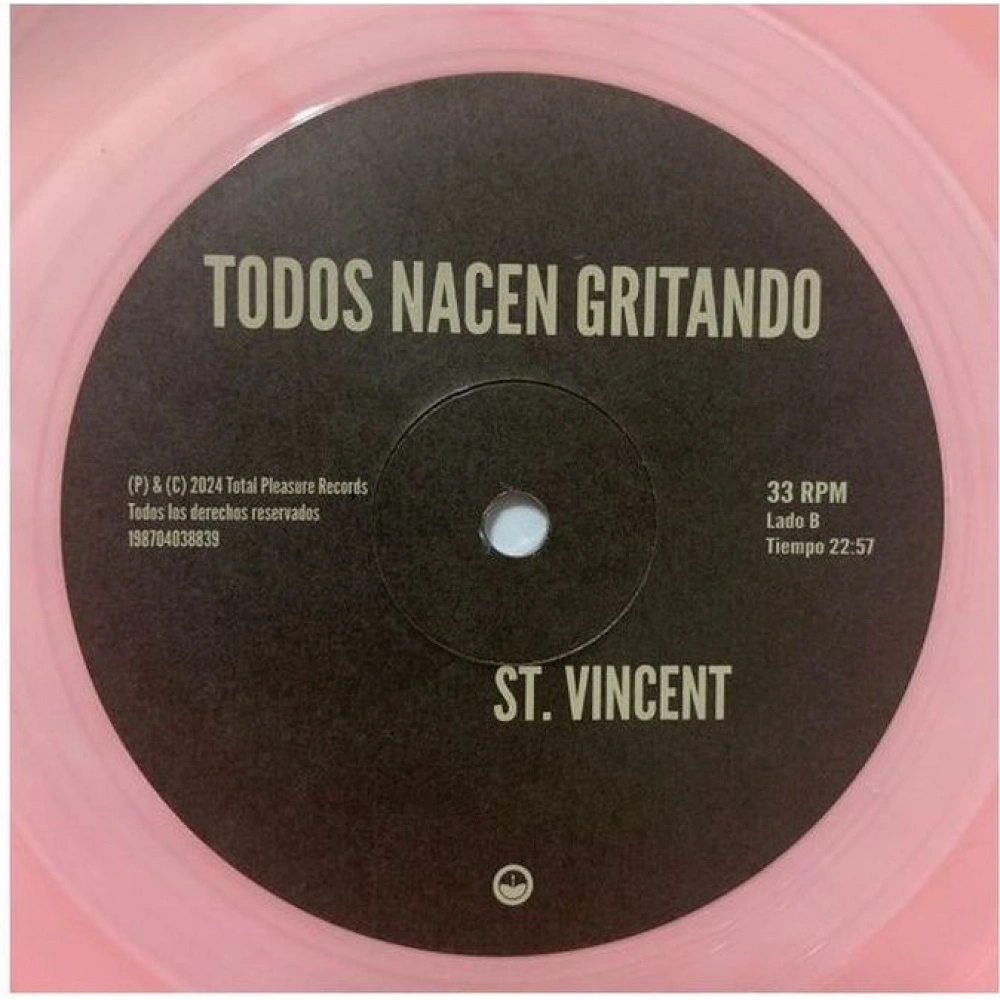 TODOS NACEN GRITANDO
(P) & (C) 2024 Total Pleasure Records
Todos los derechos reservados
198704038839
33 RPM
Lado B
Tiempo 22:57
ST. VINCENT